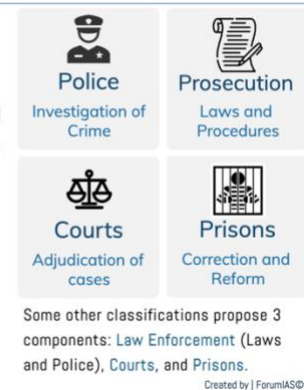 Police
Investigation of
Crime
Prosecution
Laws and
Procedures
Courts
Adjudication of
cases
Prisons
Correction and
Reform
Some other classifications propose 3
components: Law Enforcement (Laws
and Police), Courts, and Prisons.
Created by | ForumIAS©